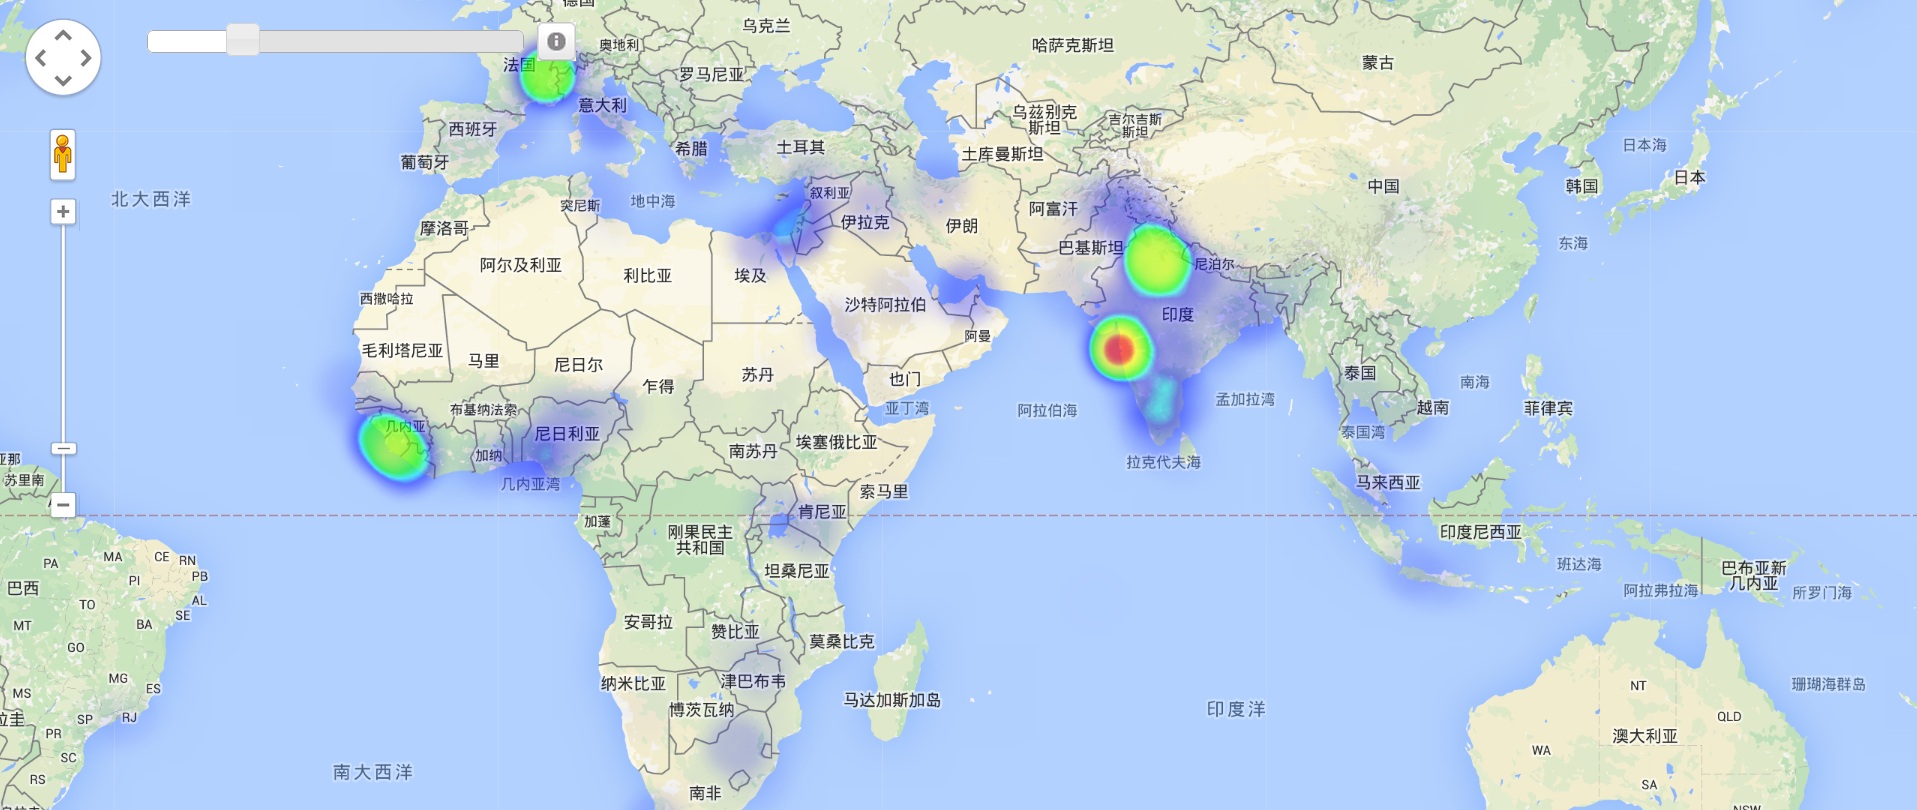 德国
乌克兰
奥地利
哈萨克斯坦
蒙古
法国
罗马尼亚
意大利
西班牙
乌兹别克
斯坦
吉尔吉斯
斯坦
希腊
土耳其
土库曼斯坦
日本海
葡萄牙
中国
韩国
日本
北大西洋
突尼斯
地中海
叙利亚
阿富汗
摩洛哥
伊拉克
伊朗
东海
巴基斯坦
阿尔及利亚
利比亚
埃及
尼泊尔
西撒哈拉
沙特阿拉伯
印度
阿曼
毛利塔尼亚
马里
尼日尔
乍得
苏丹
也门
泰国
南海
布基纳法索
亚丁湾
阿拉伯海
孟加拉湾
越南
菲律宾
几内亚
尼日利亚
埃塞俄比亚
泰国湾
加纳
南苏丹
拉克代夫海
亚那
苏里南
几内亚湾
索马里
马来西亚
加蓬
肯尼亚
刚果民主
共和国
印度尼西亚
MA
CE
RN
PA
PI
PB
坦桑尼亚
班达海
巴布亚新
几内亚
巴西
TO
AL
SE
阿拉弗拉海
所罗门海
MT
BA
安哥拉
赞比亚
莫桑比克
GO
MG
ES
MS
纳米比亚
津巴布韦
NT
珊瑚海群岛
马达加斯加岛
拉圭
SP
RJ
博茨瓦纳
印度洋
QLD
PR
澳大利亚
WA
SC
南大西洋
RS
南非
SA
NSW